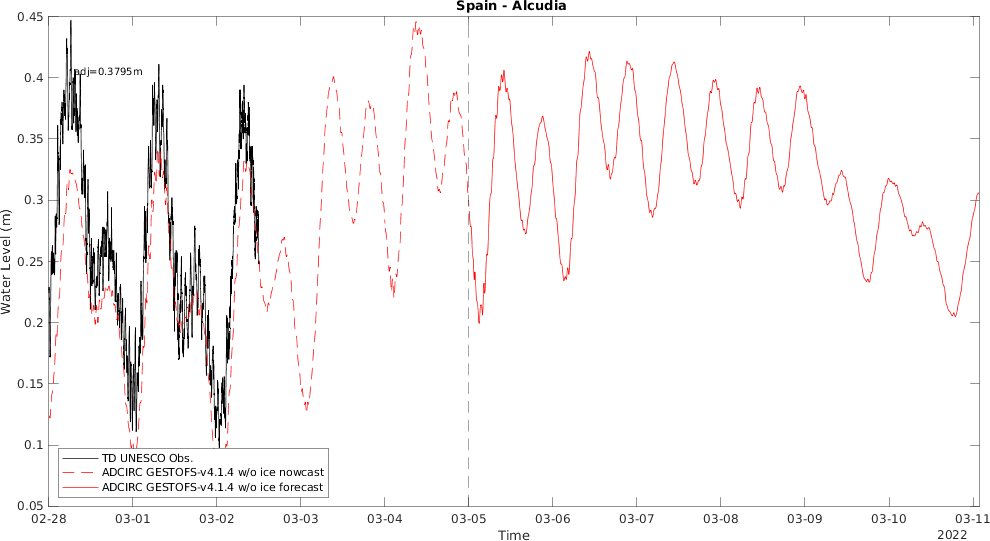 Spain - Alcudia
0.45
adj=0.3795m
0.4
0.35
0.3
0.25
0.2
0.15
0.1
0.05
Water Level (m)
TD UNESCO Obs.
ADCIRC GESTOFS-v4.1.4 w/o ice nowcast
ADCIRC GESTOFS-v4.1.4 w/o ice forecast
02-28 03-01 03-02 03-03 03-04 03-05 03-06 03-07 03-08 03-09 03-10 03-11
Time
2022